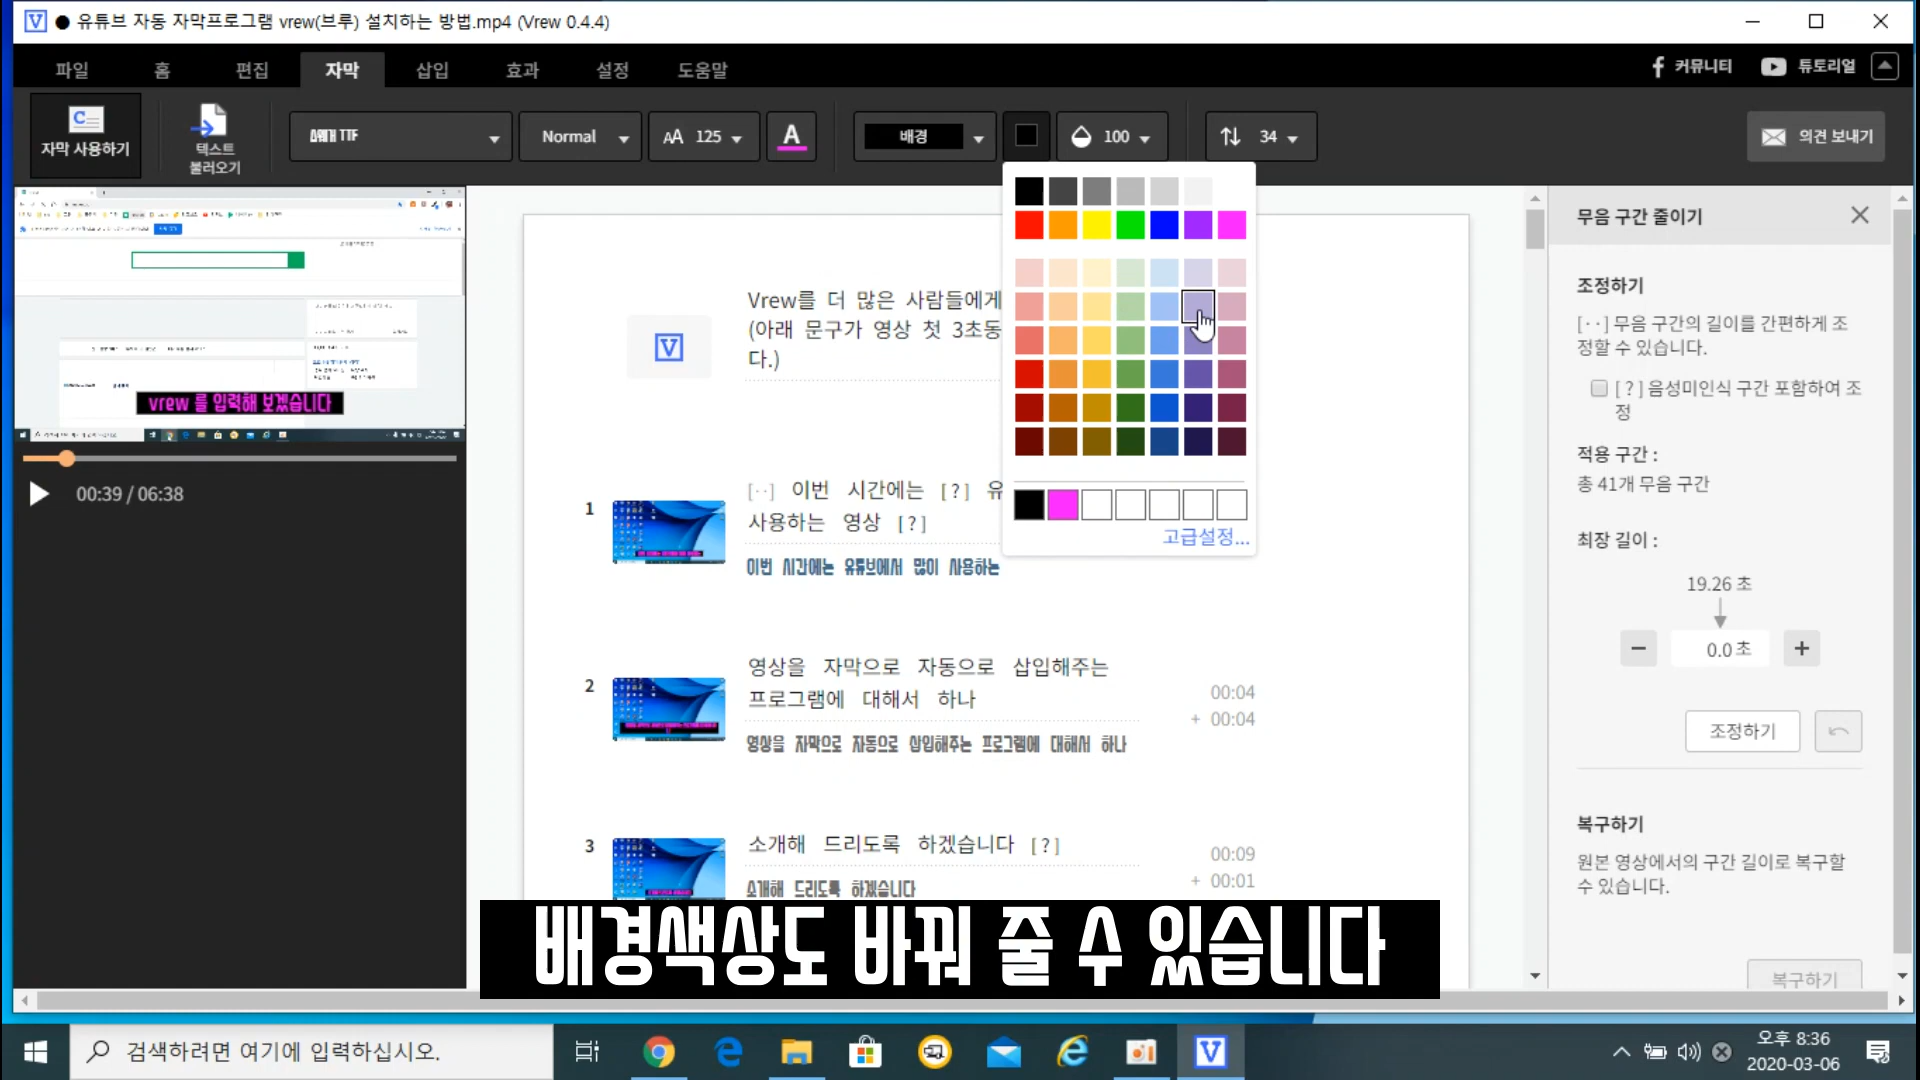 ● 유튜브 자동 자막프로그램 vrew(브루) 설치하는 방법.mp4 (Vrew 0.4.4)
파일 홈 편집 자막 삽입 효과 설정 도움말 커뮤니티 튜토리얼
자막 사용하기
텍스트
불러오기
TTF Normal AA 125 A 배경 100 34 의견 보내기
vrew 를 입력해 보겠습니다
00:39 / 06:38
Vrew를 더 많은 사람들에게
(아래 문구가 영상 첫 3초동
다.)
1 [··] 이번 시간에는 [?] 유
사용하는 영상 [?]
이번 시간에는 유튜브에서 많이 사용하는
고급설정...
2 영상을 자막으로 자동으로 삽입해주는
프로그램에 대해서 하나
00:04
+ 00:04
영상을 자막으로 자동으로 삽입해주는 프로그램에 대해서 하나
3 소개해 드리도록 하겠습니다 [?]
00:09
+ 00:01
소개해 드리도록 하겠습니다
무음 구간 줄이기
조정하기
[··] 무음 구간의 길이를 간편하게 조
정할 수 있습니다.
[?] 음성미인식 구간 포함하여 조
정
적용 구간 :
총 41개 무음 구간
최장 길이 :
19.26 초
0.0 초
조정하기
복구하기
원본 영상에서의 구간 길이로 복구할
수 있습니다.
복구하기
배경색상도 바꿔 줄 수 있습니다
검색하려면 여기에 입력하십시오.
오후 8:36
2020-03-06